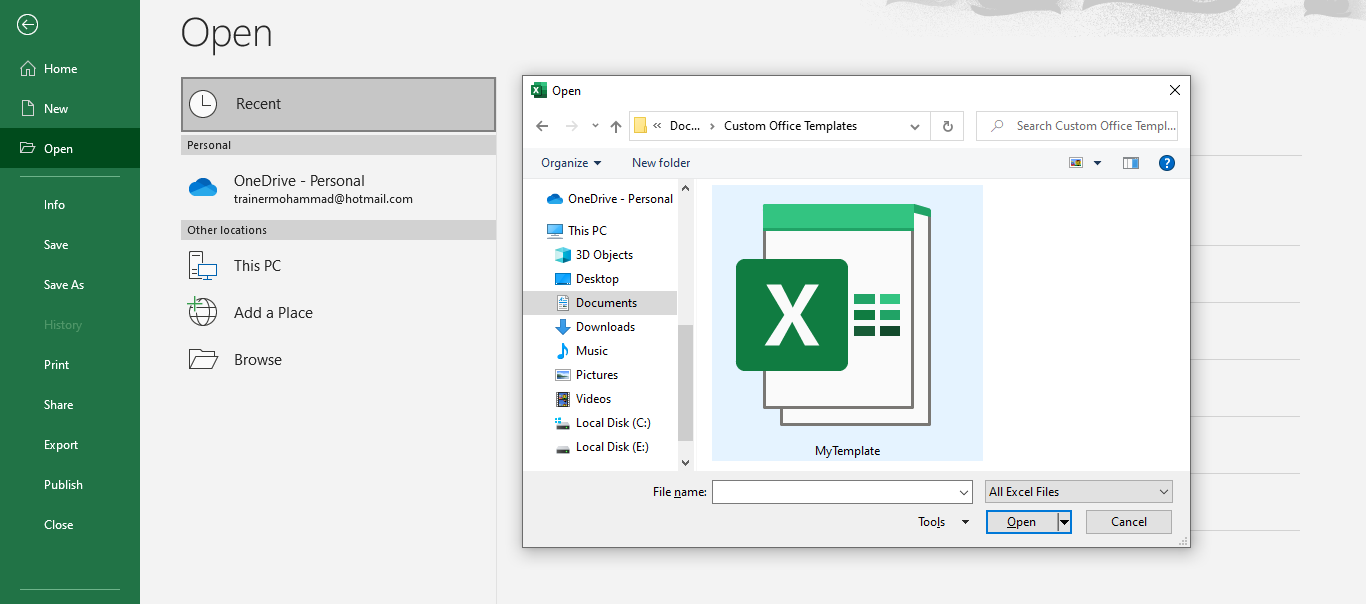 Open
Home
New
Open
Info
Save
Save As
History
Print
Share
Export
Publish
Close
Recent
Personal
OneDrive - Personal
trainermohammad@hotmail.com
Other locations
This PC
Add a Place
Browse
Open
« Doc... › Custom Office Templates
Search Custom Office Templ...
Organize
New folder
?
OneDrive - Personal
This PC
3D Objects
Desktop
Documents
Downloads
Music
Pictures
Videos
Local Disk (C:)
Local Disk (E:)
X
MyTemplate
File name:
All Excel Files
Tools
Open
Cancel